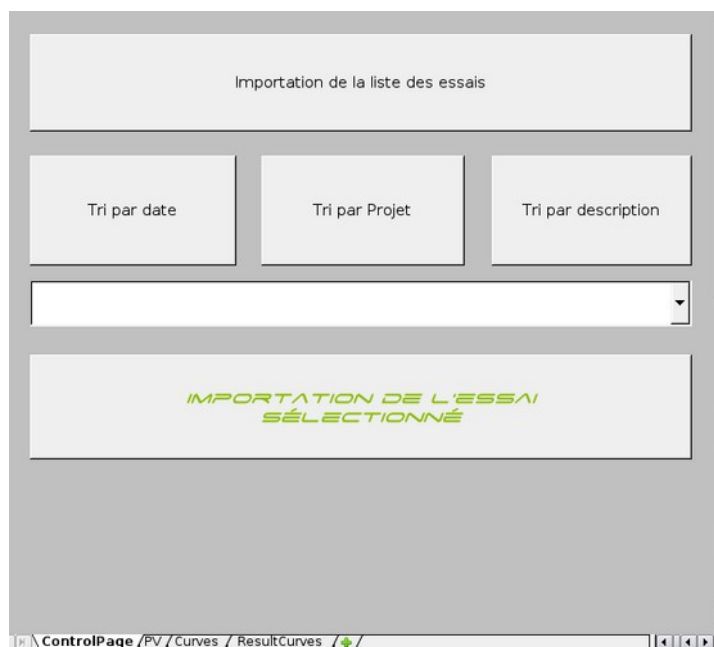 Importation de la liste des essais
Tri par date
Tri par Projet
Tri par description
IMPORTATION DE L'ESSAI
SÉLECTIONNÉ
ControlPage / PV / Curves / ResultCurves